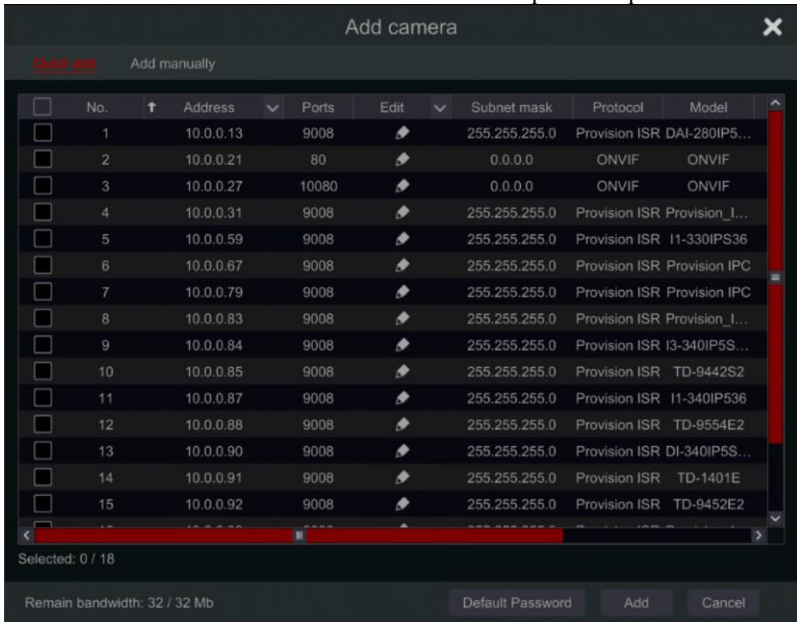 Add camera
Quick add Add manually
No. Address Ports Edit Subnet mask Protocol Model
1 10.0.0.13 9008 255.255.255.0 Provision ISR DAI-280IP5...
2 10.0.0.21 80 0.0.0.0 ONVIF ONVIF
3 10.0.0.27 10080 0.0.0.0 ONVIF ONVIF
4 10.0.0.31 9008 255.255.255.0 Provision ISR Provision_I...
5 10.0.0.59 9008 255.255.255.0 Provision ISR I1-330IPS36
6 10.0.0.67 9008 255.255.255.0 Provision ISR Provision IPC
7 10.0.0.79 9008 255.255.255.0 Provision ISR Provision IPC
8 10.0.0.83 9008 255.255.255.0 Provision ISR Provision_I...
9 10.0.0.84 9008 255.255.255.0 Provision ISR I3-340IP5S...
10 10.0.0.85 9008 255.255.255.0 Provision ISR TD-9442S2
11 10.0.0.87 9008 255.255.255.0 Provision ISR I1-340IP536
12 10.0.0.88 9008 255.255.255.0 Provision ISR TD-9554E2
13 10.0.0.90 9008 255.255.255.0 Provision ISR DI-340IP5S...
14 10.0.0.91 9008 255.255.255.0 Provision ISR TD-1401E
15 10.0.0.92 9008 255.255.255.0 Provision ISR TD-9452E2
Selected: 0 / 18
Remain bandwidth: 32 / 32 Mb Default Password Add Cancel